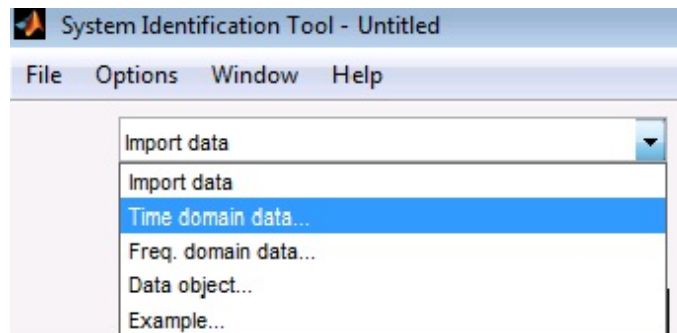 System Identification Tool - Untitled
File Options Window Help
Import data
Import data
Time domain data...
Freq. domain data...
Data object...
Example...